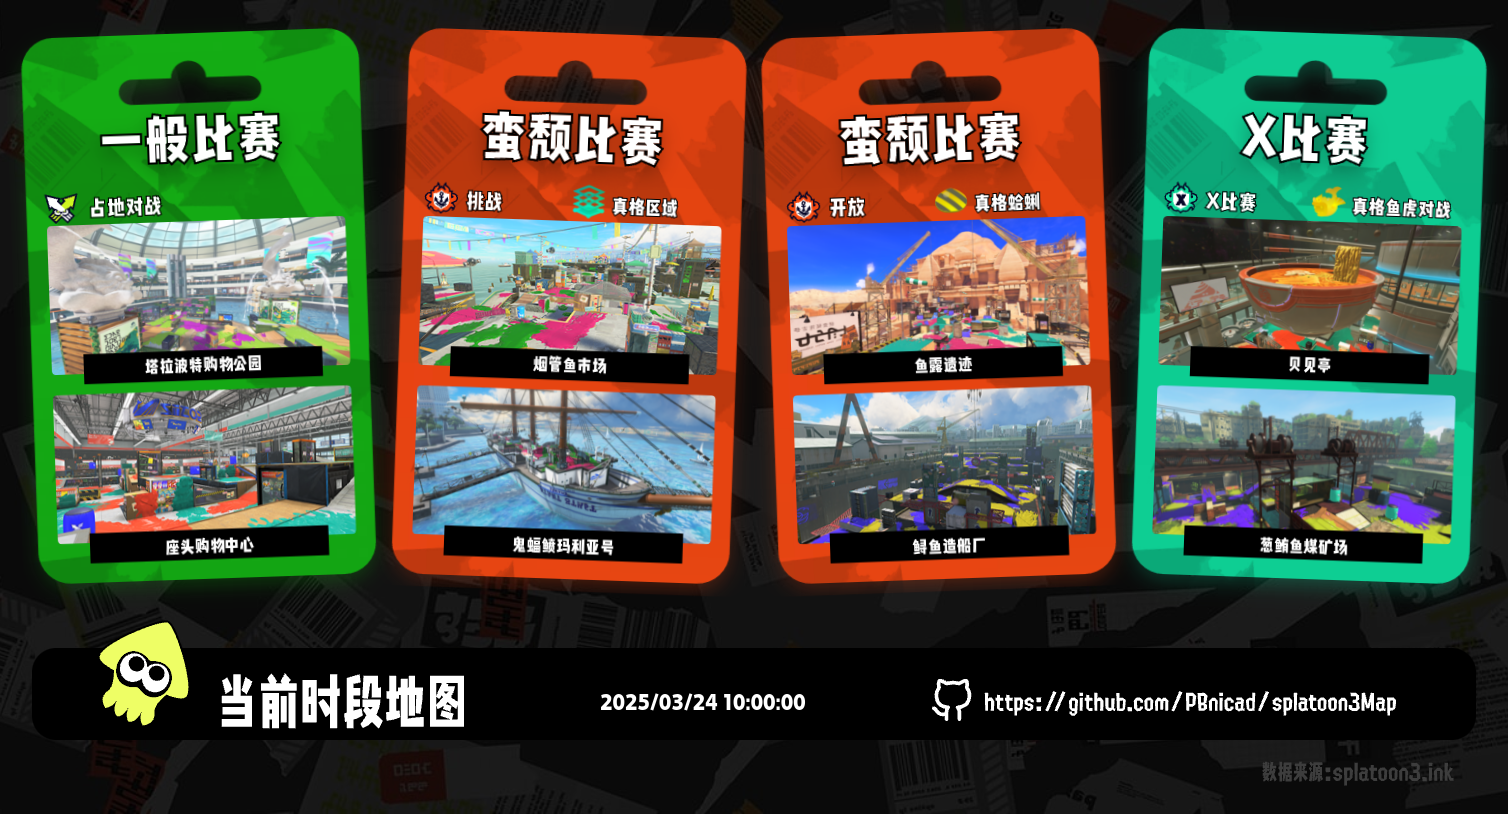 一般比赛
占地对战
塔拉波特购物公园
座头购物中心
蛮颓比赛
挑战
真格区域
烟管鱼市场
鬼蝠鲼玛利亚号
蛮颓比赛
开放
真格蛤蜊
鱼露遗迹
鲟鱼造船厂
X比赛
X比赛
真格鱼虎对战
贝见亭
葱鲔鱼煤矿场
当前时段地图
2025/03/24 10:00:00
https://github.com/PBnicad/splatoon3Map
数据来源:splatoon3.ink